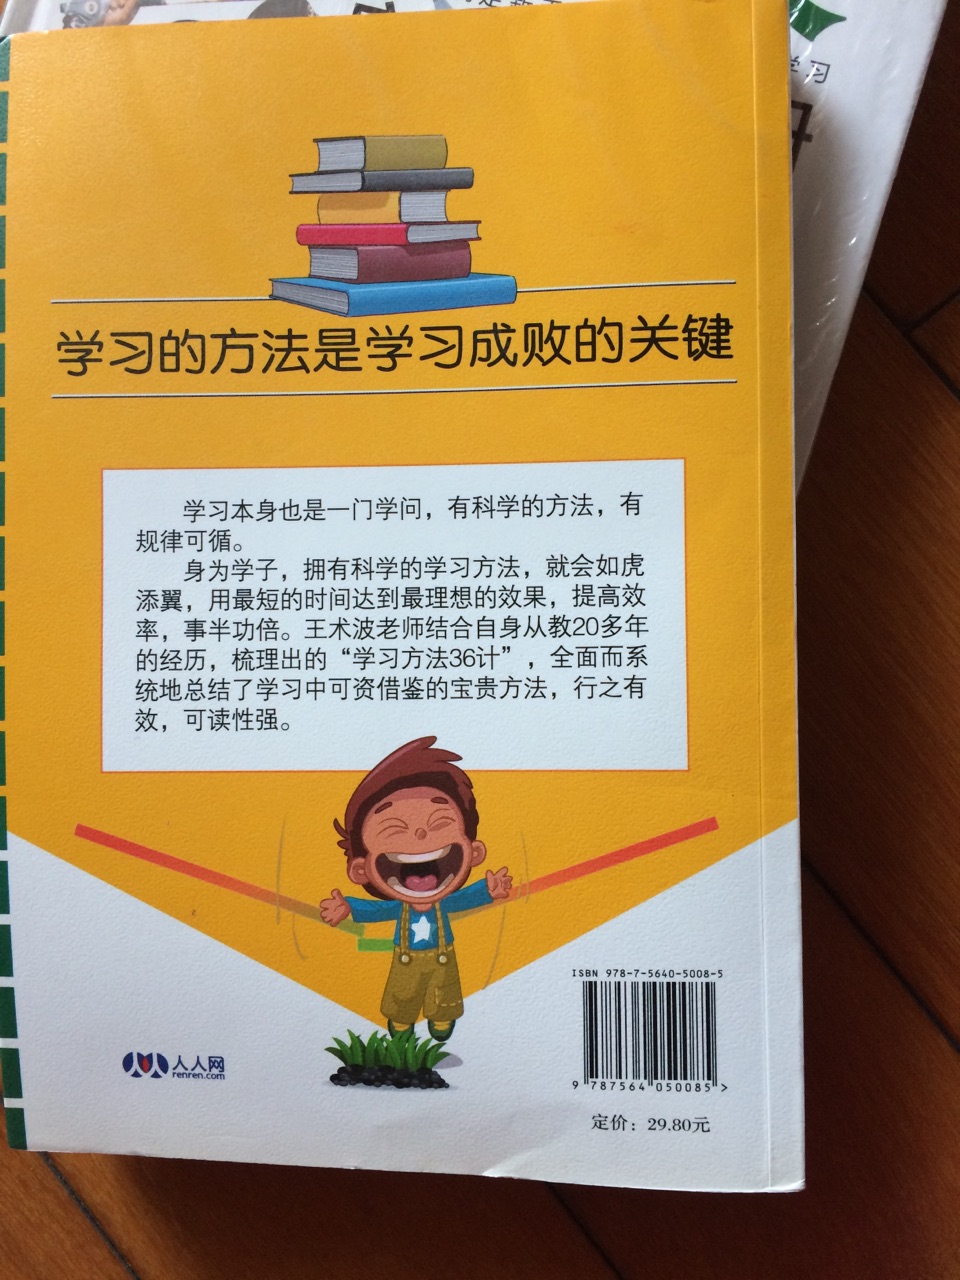 学习
学习的方法是学习成败的关键
学习本身也是一门学问，有科学的方法，有
规律可循。
身为学子，拥有科学的学习方法，就会如虎
添翼，用最短的时间达到最理想的效果，提高效
率，事半功倍。王术波老师结合自身从教20多年
的经历，梳理出的“学习方法36计”，全面而系
统地总结了学习中可资借鉴的宝贵方法，行之有
效，可读性强。
ISBN 978-7-5640-5008-5
9 787564 050085 >
人人网
renren.com
定价：29.80元